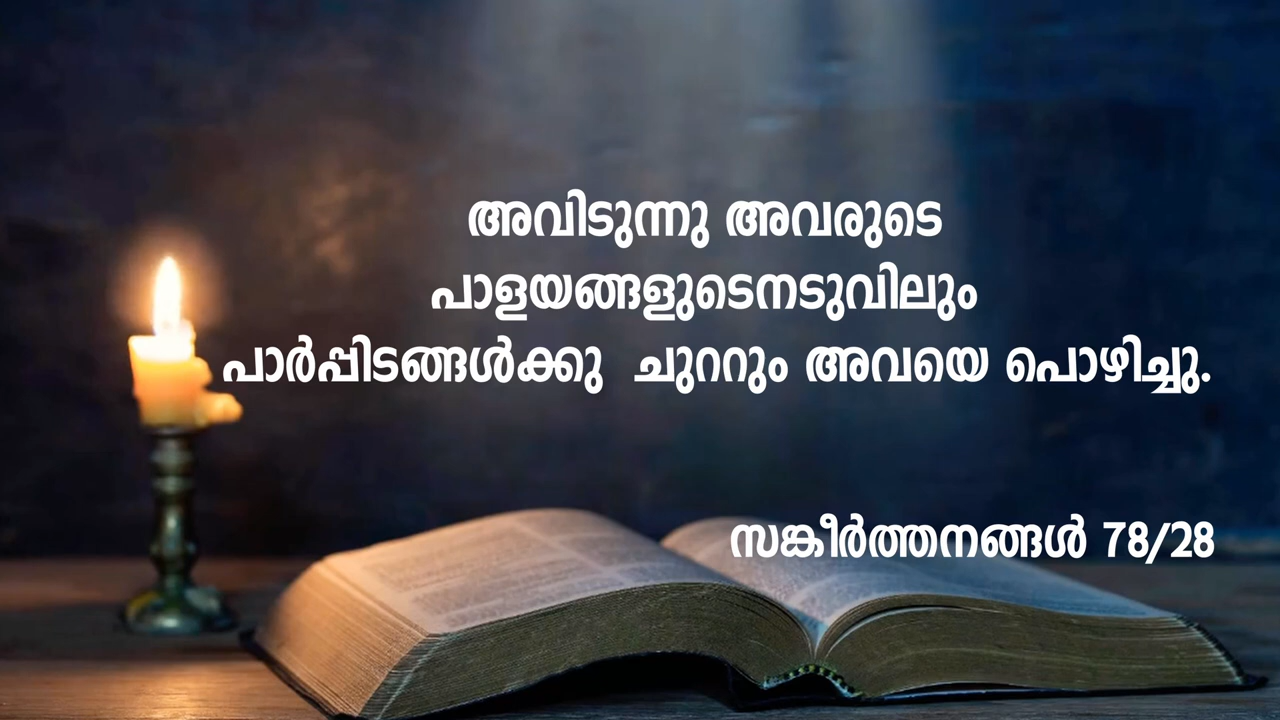 അവിടുന്നു അവരുടെ
പാളയങ്ങളുടെനടുവിലും
പാർപ്പിടങ്ങൾക്കു ചുററും അവയെ പൊഴിച്ചു.
സങ്കീർത്തനങ്ങൾ 78/28